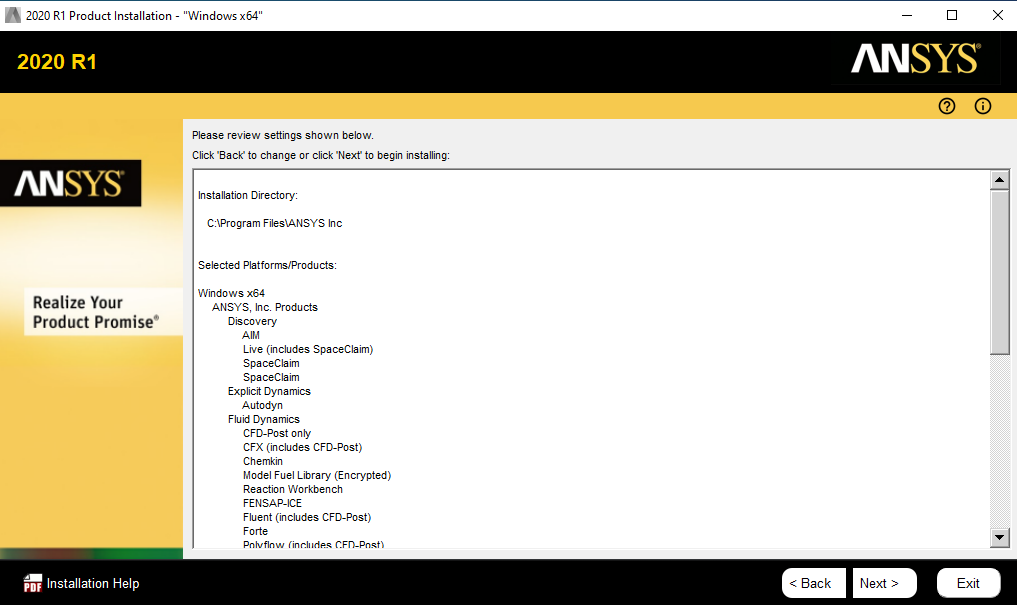 2020 R1 Product Installation - "Windows x64"
2020 R1
ANSYS®
ANSYS®
Realize Your
Product Promise®
Please review settings shown below.
Click 'Back' to change or click 'Next' to begin installing:
Installation Directory:
C:\Program Files\ANSYS Inc
Selected Platforms/Products:
Windows x64
ANSYS, Inc. Products
Discovery
AIM
Live (includes SpaceClaim)
SpaceClaim
SpaceClaim
Explicit Dynamics
Autodyn
Fluid Dynamics
CFD-Post only
CFX (includes CFD-Post)
Chemkin
Model Fuel Library (Encrypted)
Reaction Workbench
FENSAP-ICE
Fluent (includes CFD-Post)
Forte
Polyflow (includes CFD-Post)
PDF Installation Help
< Back
Next >
Exit